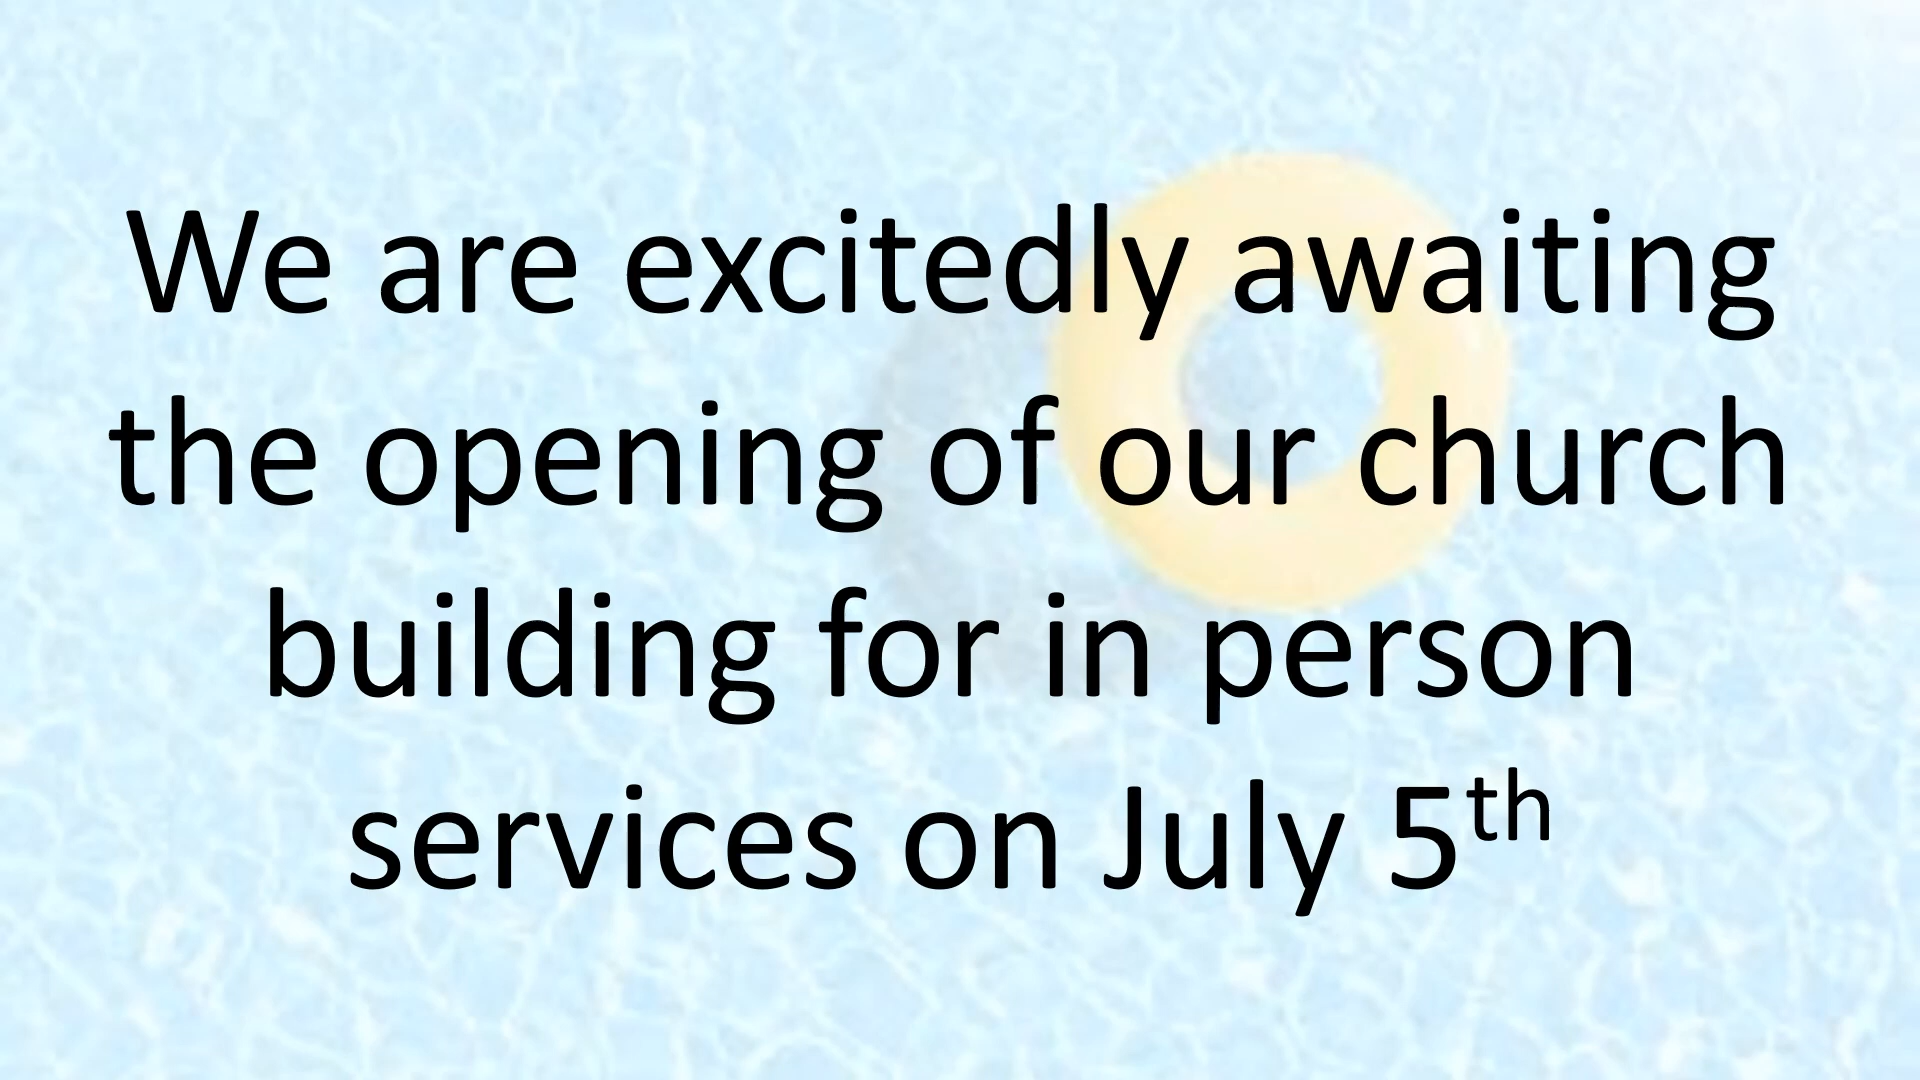 We are excitedly awaiting
the opening of our church
building for in person
services on July 5th